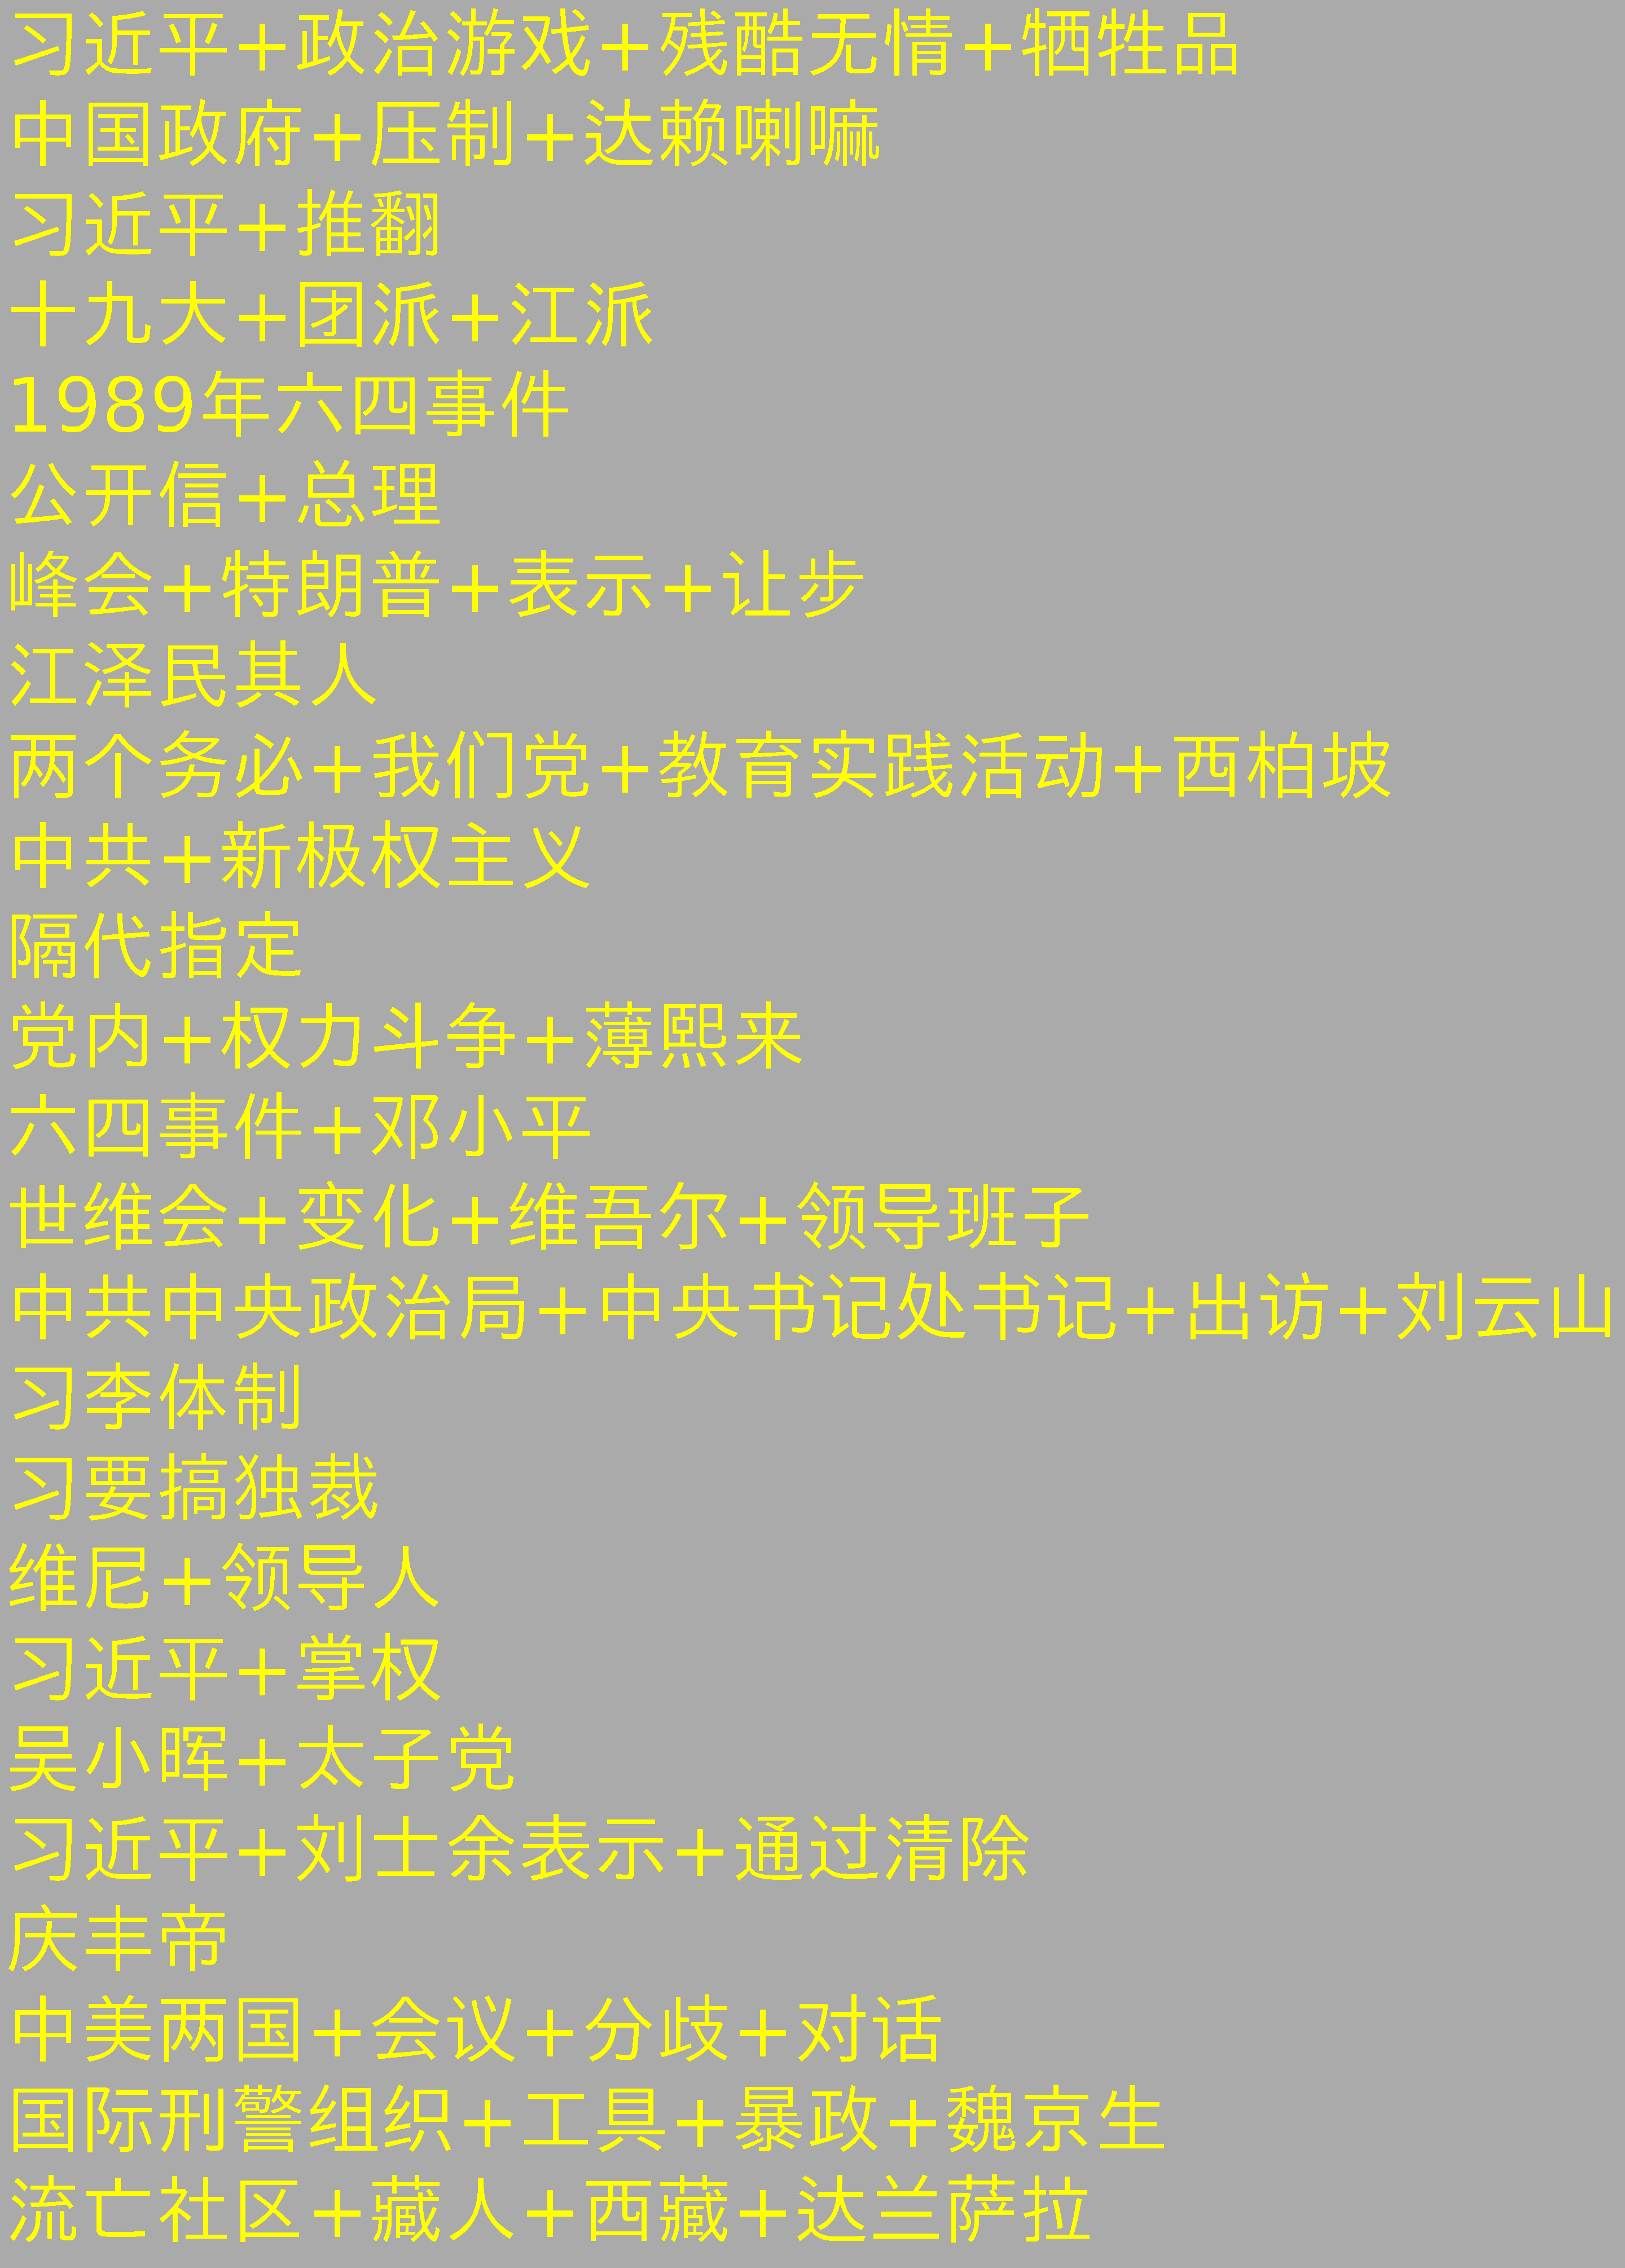 习近平+政治游戏+残酷无情+牺牲品
中国政府+压制+达赖喇嘛
习近平+推翻
十九大+团派+江派
1989年六四事件
公开信+总理
峰会+特朗普+表示+让步
江泽民其人
两个务必+我们党+教育实践活动+西柏坡
中共+新极权主义
隔代指定
党内+权力斗争+薄熙来
六四事件+邓小平
世维会+变化+维吾尔+领导班子
中共中央政治局+中央书记处书记+出访+刘云山
习李体制
习要搞独裁
维尼+领导人
习近平+掌权
吴小晖+太子党
习近平+刘士余表示+通过清除
庆丰帝
中美两国+会议+分歧+对话
国际刑警组织+工具+暴政+魏京生
流亡社区+藏人+西藏+达兰萨拉